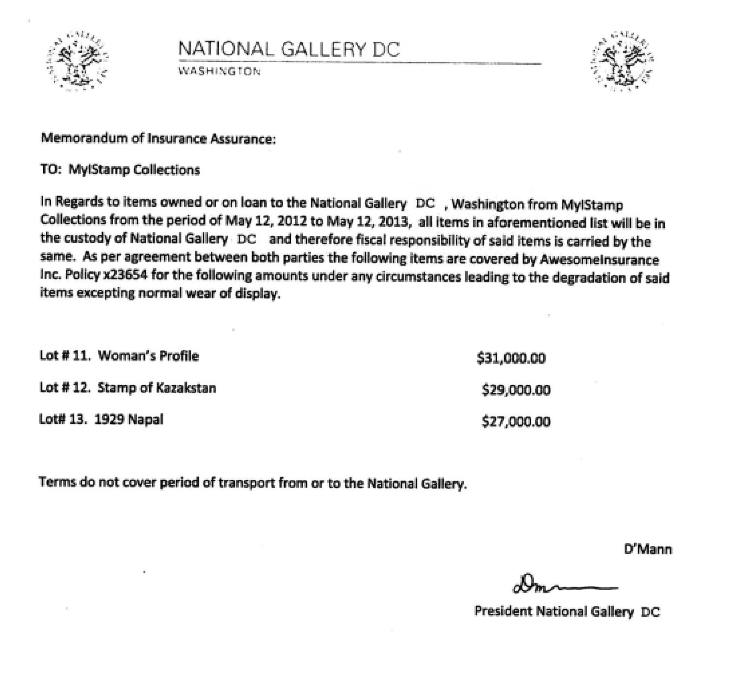 NATIONAL GALLERY DC
WASHINGTON
Memorandum of Insurance Assurance:
TO: MylStamp Collections
In Regards to items owned or on loan to the National Gallery DC , Washington from MylStamp
Collections from the period of May 12, 2012 to May 12, 2013, all items in aforementioned list will be in
the custody of National Gallery DC and therefore fiscal responsibility of said items is carried by the
same. As per agreement between both parties the following items are covered by AwesomeInsurance
Inc. Policy x23654 for the following amounts under any circumstances leading to the degradation of said
items excepting normal wear of display.
Lot # 11. Woman's Profile $31,000.00
Lot # 12. Stamp of Kazakstan $29,000.00
Lot# 13. 1929 Napal $27,000.00
Terms do not cover period of transport from or to the National Gallery.
D'Mann
President National Gallery DC